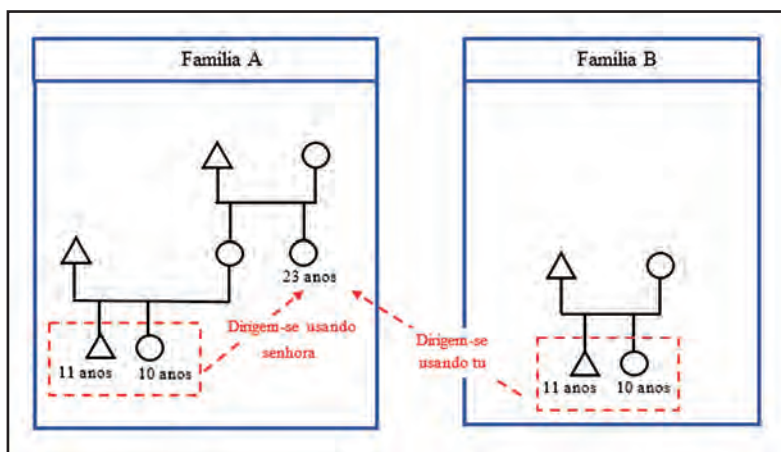 Família A
Família B
23 anos
Dirigem-se usando
senhora
11 anos 10 anos
Dirigem-se
usando tu
11 anos 10 anos